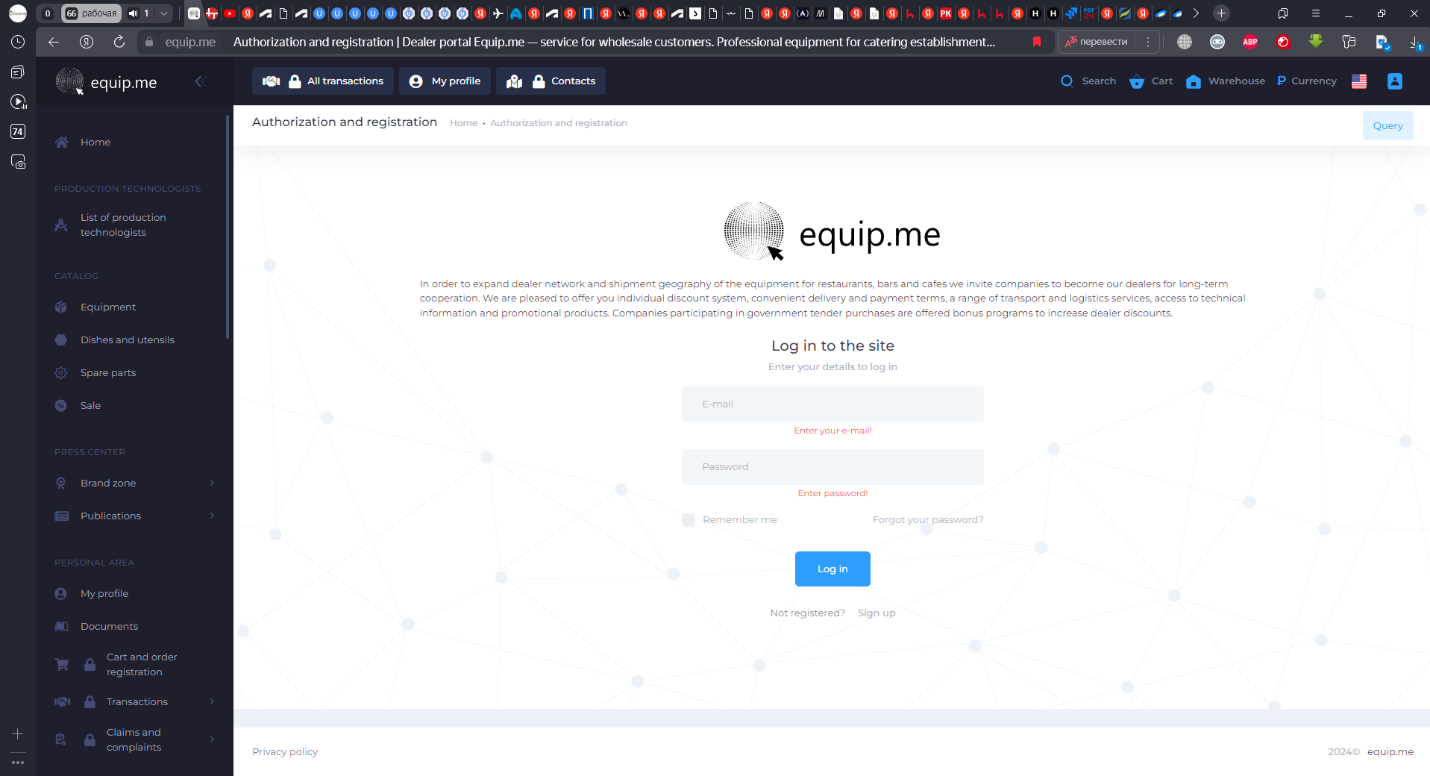 0
66 рабочая
1
equip.me
Authorization and registration | Dealer portal Equip.me — service for wholesale customers. Professional equipment for catering establishment...
перевести
ABP
1
74
equip.me
All transactions
My profile
Contacts
Search
Cart
Warehouse
Currency
Authorization and registration
Home • Authorization and registration
Query
Home
PRODUCTION TECHNOLOGISTS
List of production
technologists
CATALOG
Equipment
Dishes and utensils
Spare parts
Sale
PRESS CENTER
Brand zone
Publications
PERSONAL AREA
My profile
Documents
Cart and order
registration
Transactions
Claims and
complaints
equip.me
In order to expand dealer network and shipment geography of the equipment for restaurants, bars and cafes we invite companies to become our dealers for long-term
cooperation. We are pleased to offer you individual discount system, convenient delivery and payment terms, a range of transport and logistics services, access to technical
information and promotional products. Companies participating in government tender purchases are offered bonus programs to increase dealer discounts.
Log in to the site
Enter your details to log in
E-mail
Enter your e-mail!
Password
Enter password!
Remember me
Forgot your password?
Log in
Not registered? Sign up
Privacy policy
2024© equip.me